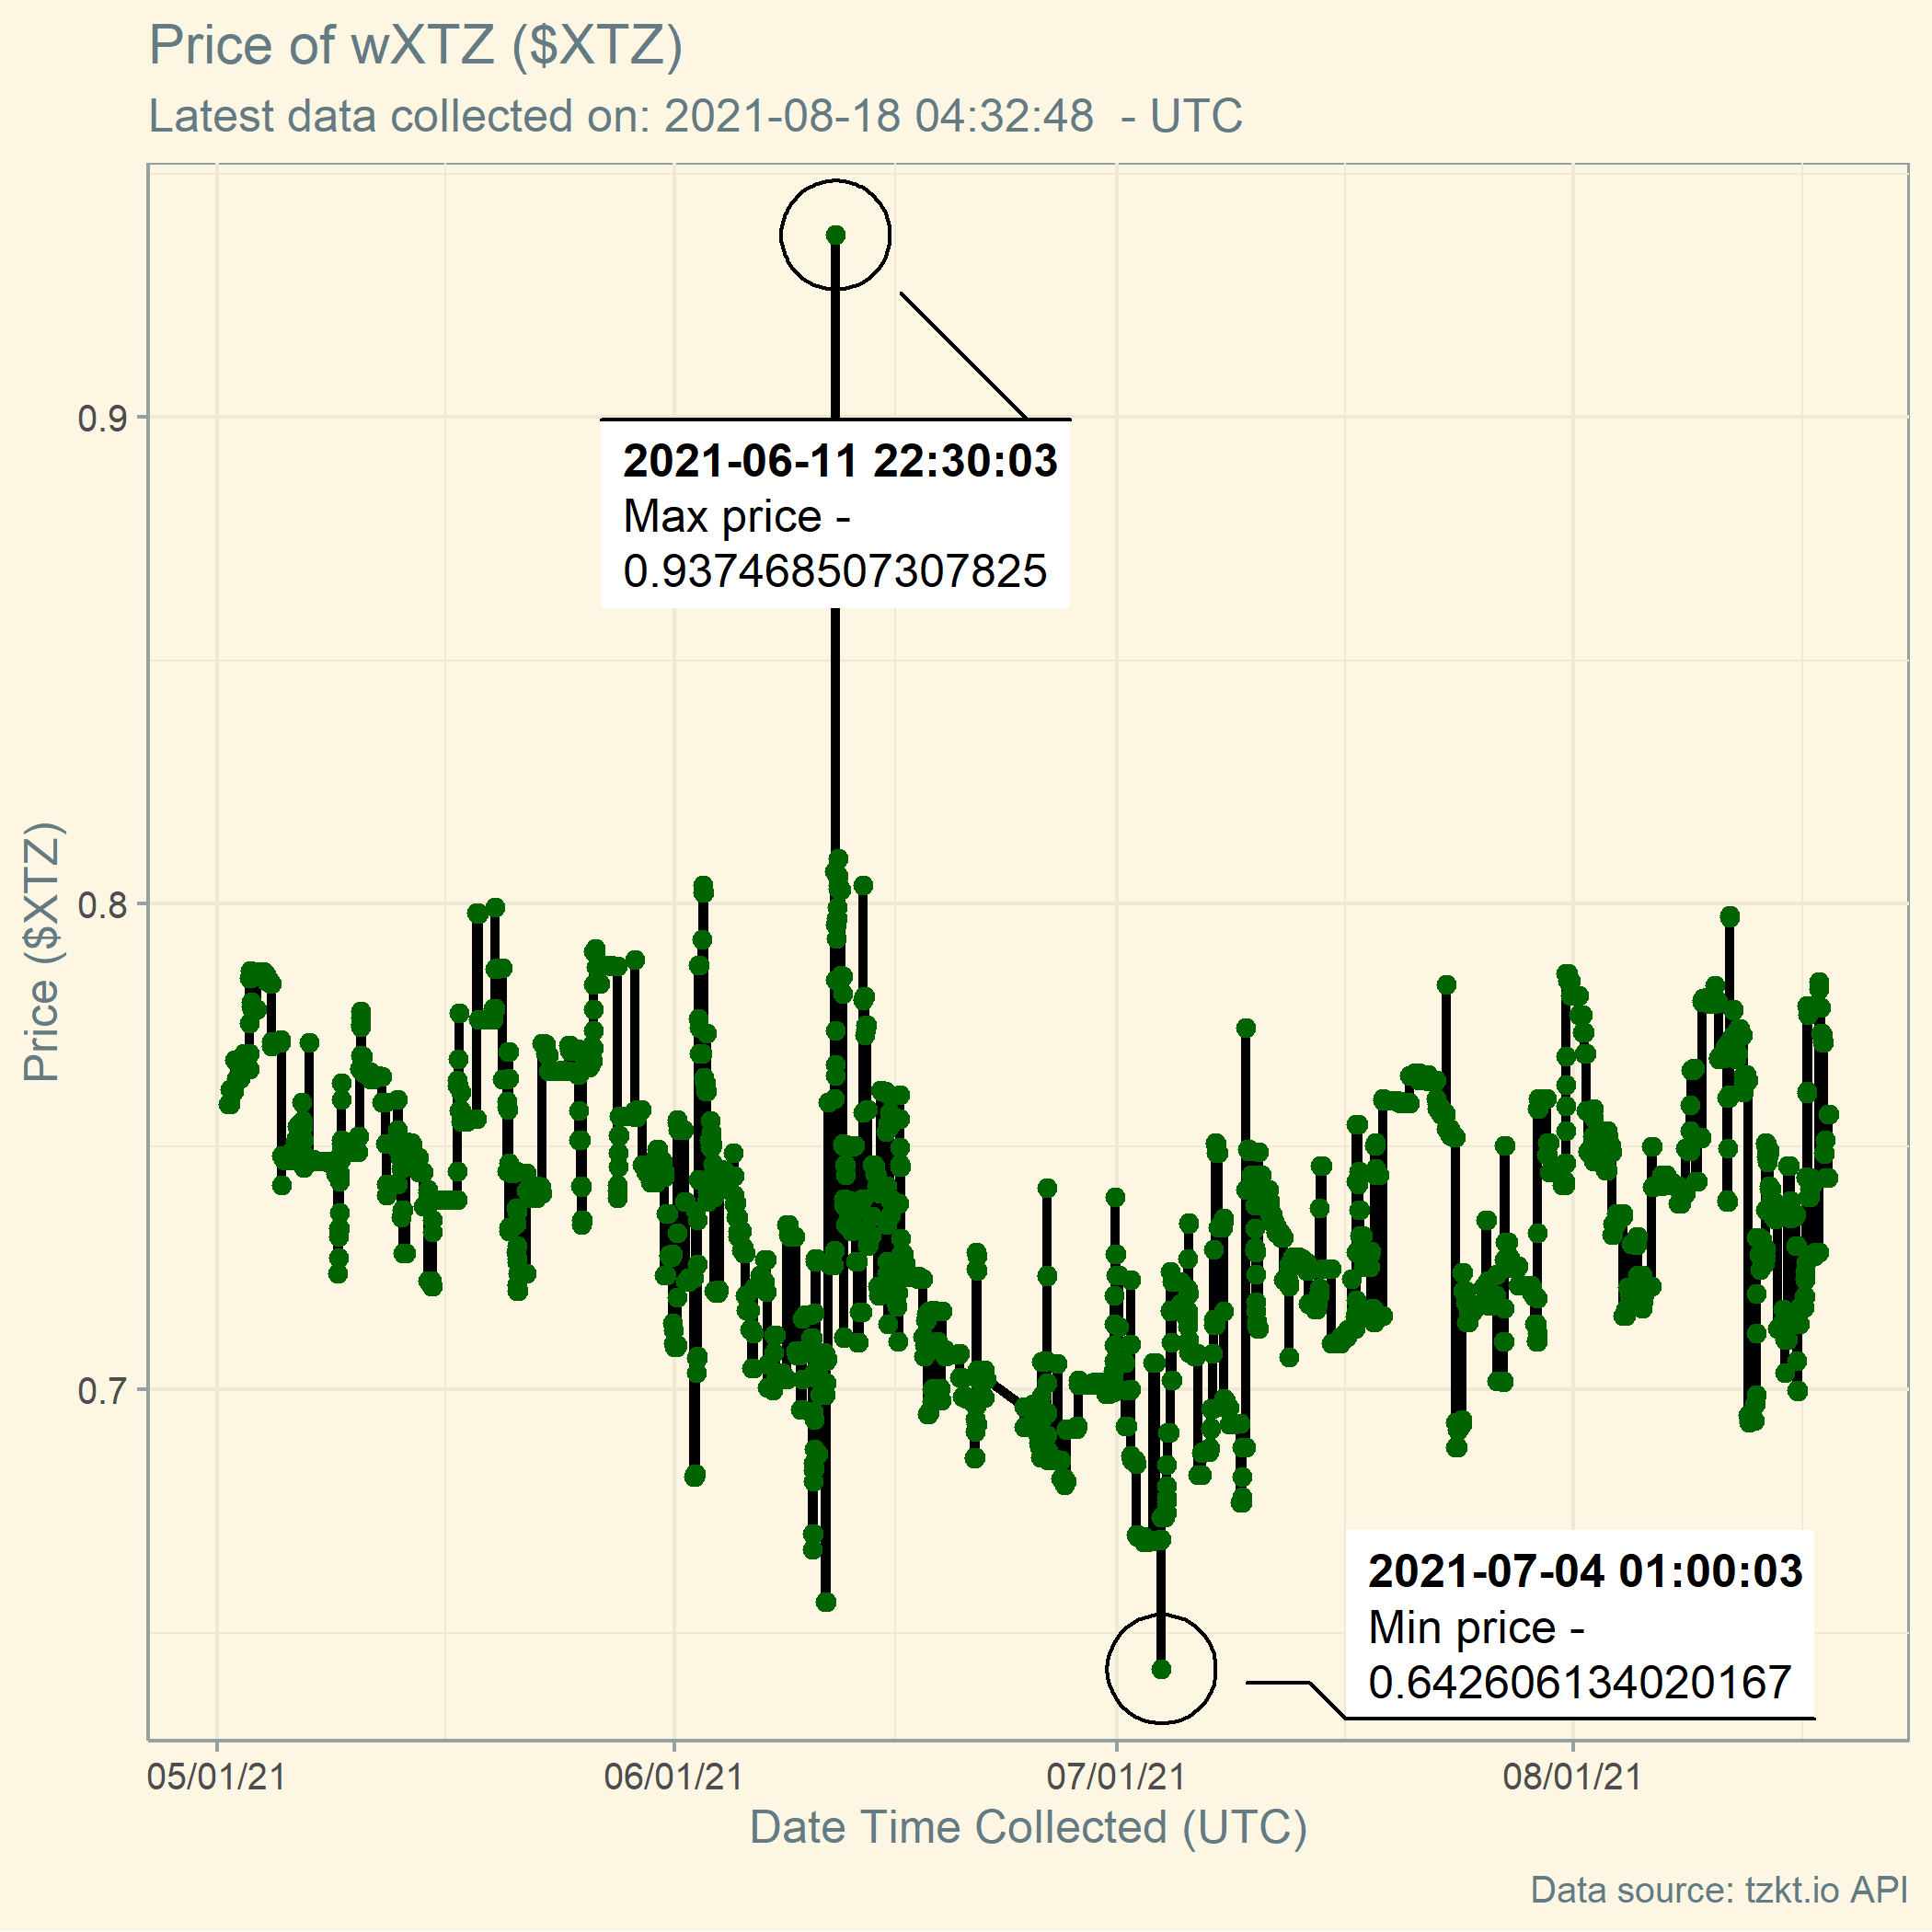 Price of wXTZ ($XTZ)
Latest data collected on: 2021-08-18 04:32:48  - UTC
2021-06-11 22:30:03
Max price -
0.937468507307825
2021-07-04 01:00:03
Min price -
0.642606134020167
Price ($XTZ)
0.9
0.8
0.7
05/01/21
06/01/21
07/01/21
08/01/21
Date Time Collected (UTC)
Data source: tzkt.io API